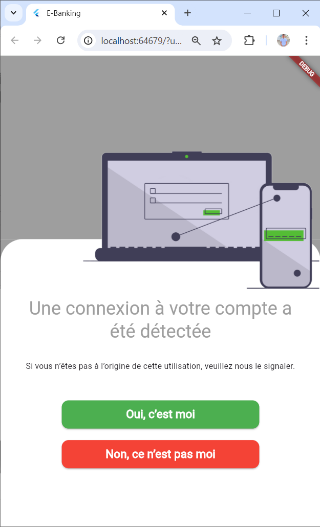 E-Banking
localhost:64679/?u...
DEBUG
Une connexion à votre compte a
été détectée
Si vous n'êtes pas à l'origine de cette utilisation, veuillez nous le signaler.
Oui, c'est moi
Non, ce n'est pas moi